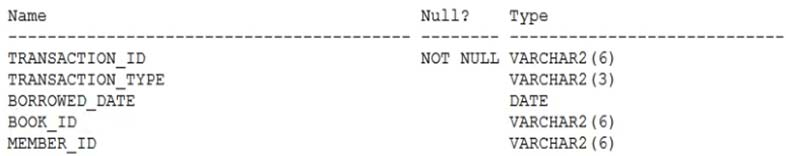 Name Null? Type
----------------------------------------- -------- ----------------------------
TRANSACTION_ID NOT NULL VARCHAR2(6)
TRANSACTION_TYPE VARCHAR2(3)
BORROWED_DATE DATE
BOOK_ID VARCHAR2(6)
MEMBER_ID VARCHAR2(6)